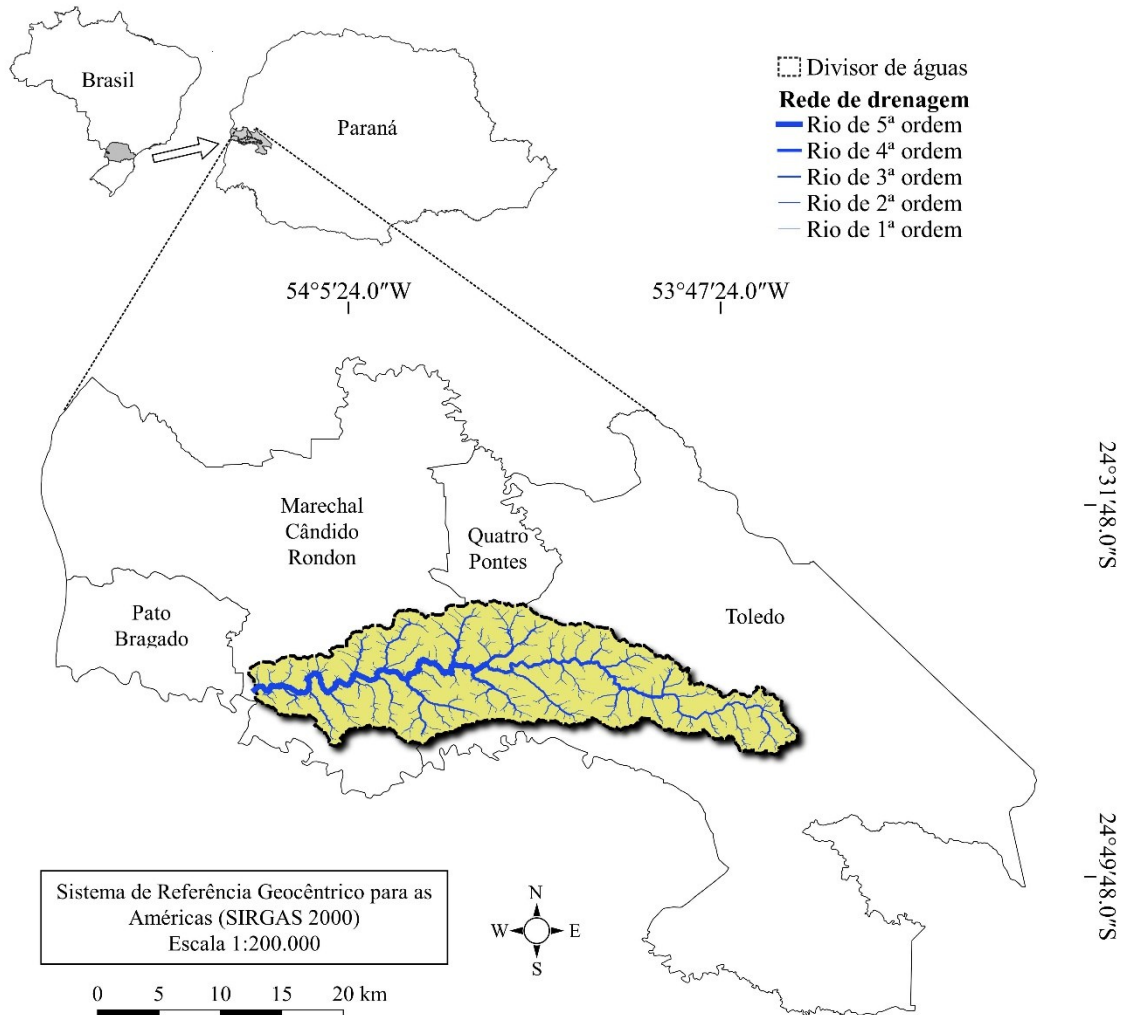 Brasil
Paraná
Divisor de águas
Rede de drenagem
Rio de 5ª ordem
Rio de 4ª ordem
Rio de 3ª ordem
Rio de 2ª ordem
Rio de 1ª ordem
54°5'24.0"W
53°47'24.0"W
24°31'48.0"S
Marechal
Cândido
Rondon
Quatro
Pontes
Pato
Bragado
Toledo
24°49'48.0"S
Sistema de Referência Geocêntrico para as
Américas (SIRGAS 2000)
Escala 1:200.000
N
W E
S
0 5 10 15 20 km